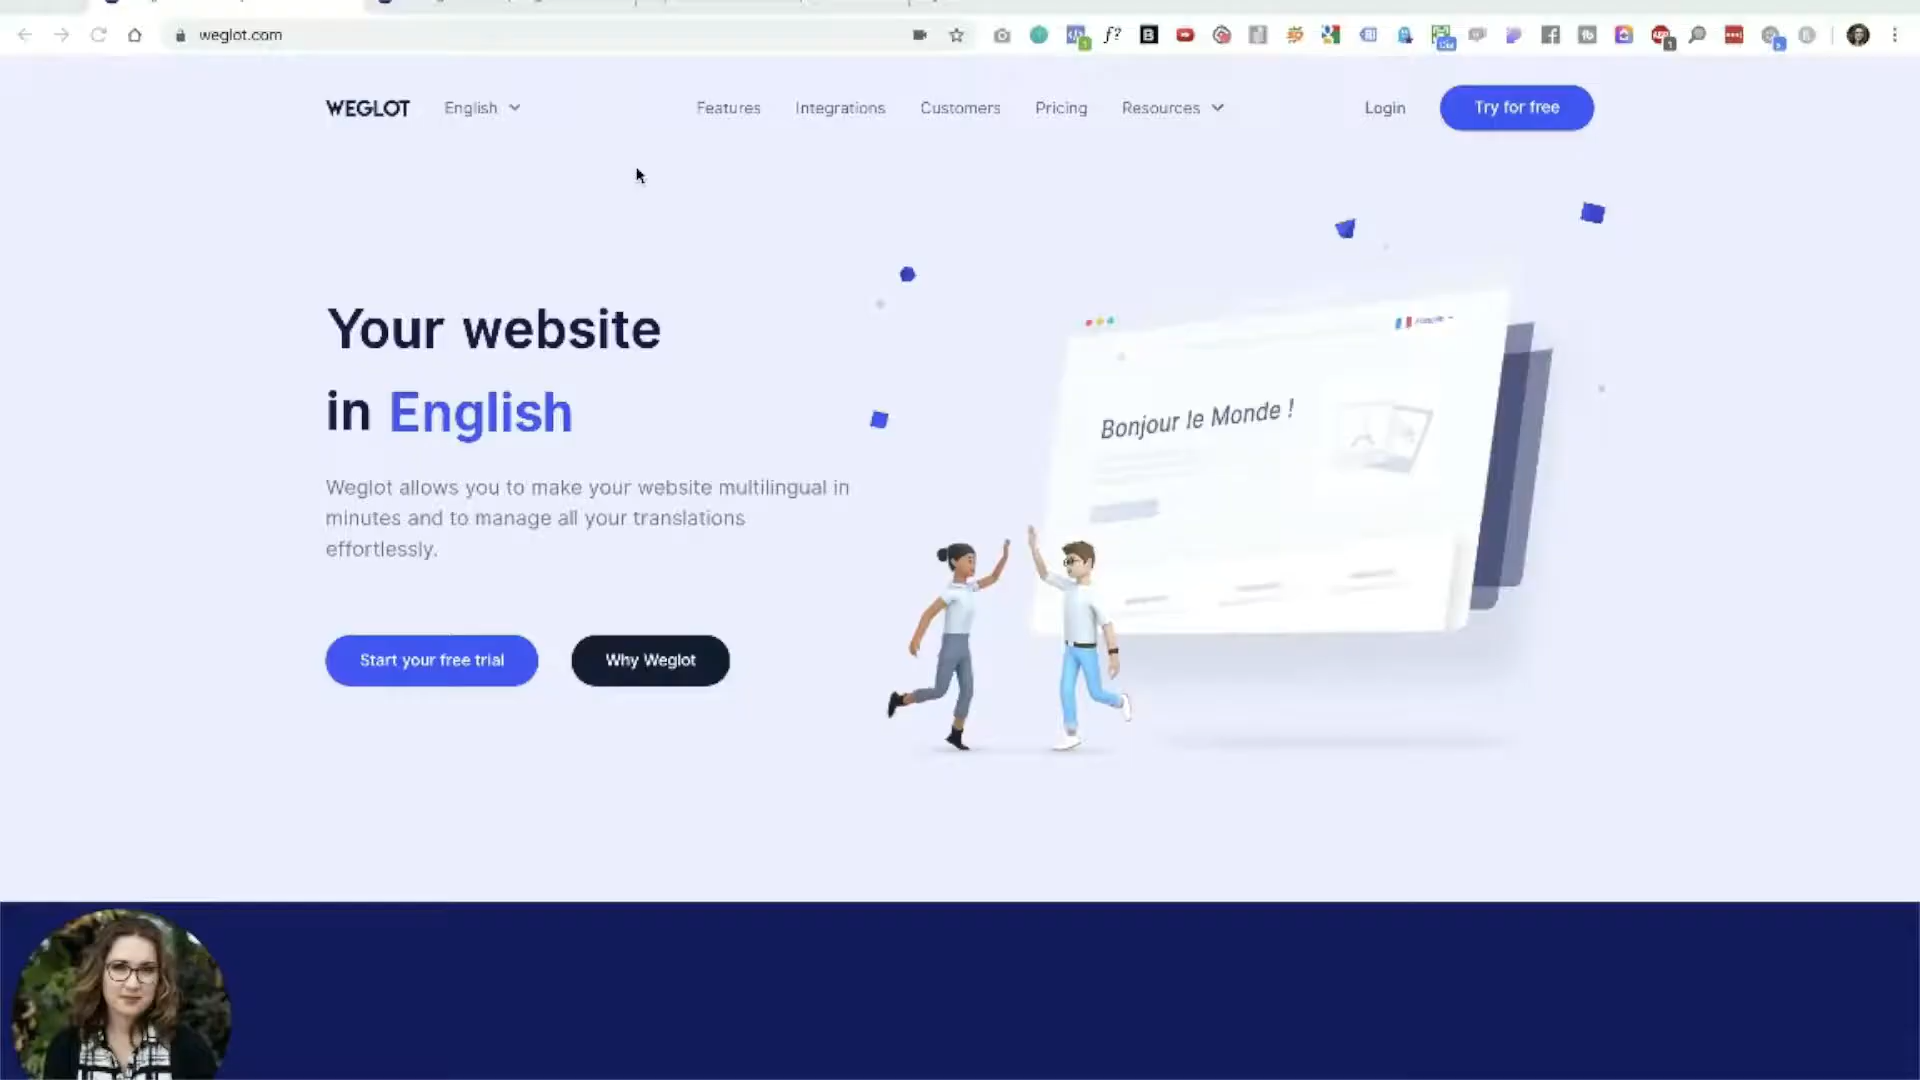 weglot.com
WEGLOT
English
Features
Integrations
Customers
Pricing
Resources
Login
Try for free
Your website
in English
Bonjour le Monde !
Weglot allows you to make your website multilingual in
minutes and to manage all your translations
effortlessly.
Start your free trial
Why Weglot